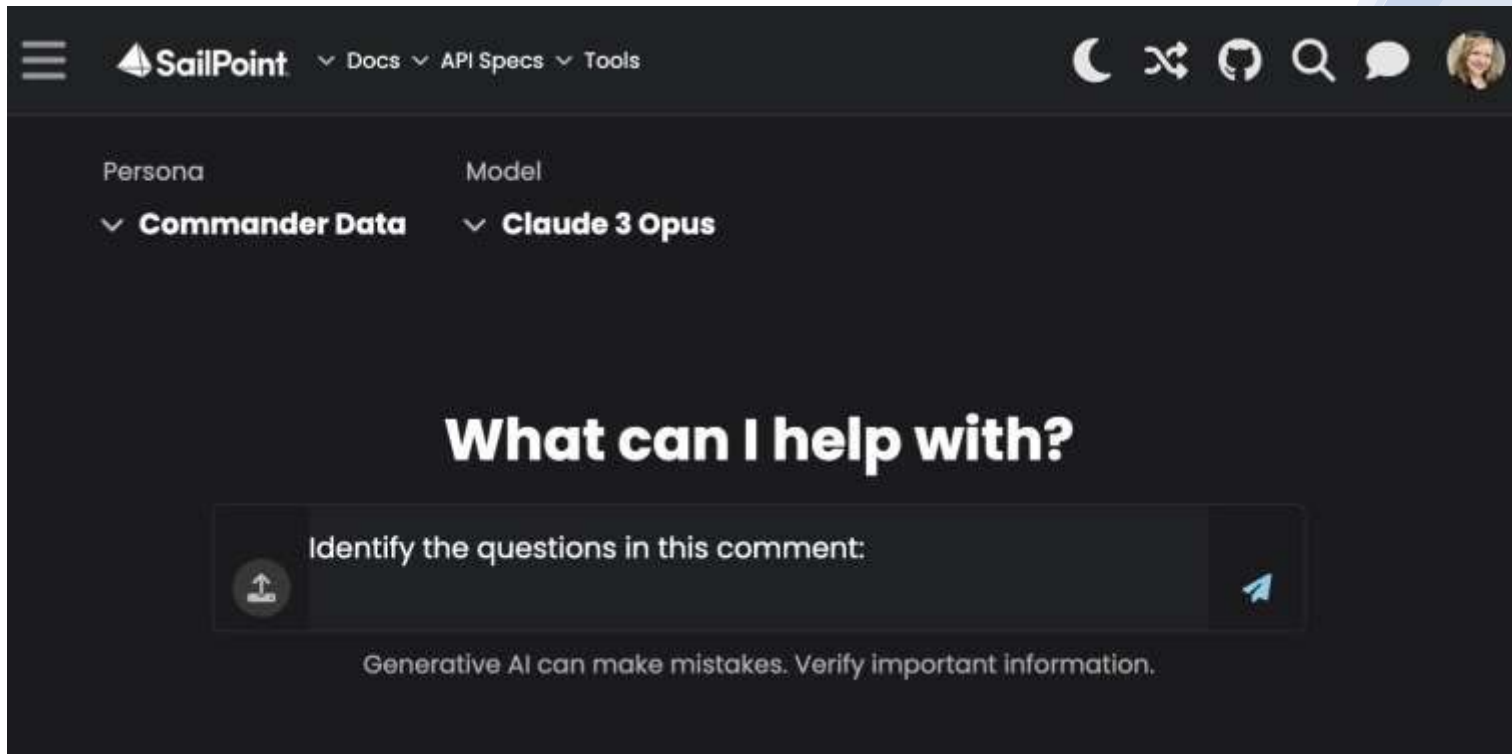 SailPoint Docs API Specs Tools
Persona Model
Commander Data Claude 3 Opus
What can I help with?
Identify the questions in this comment:
Generative AI can make mistakes. Verify important information.